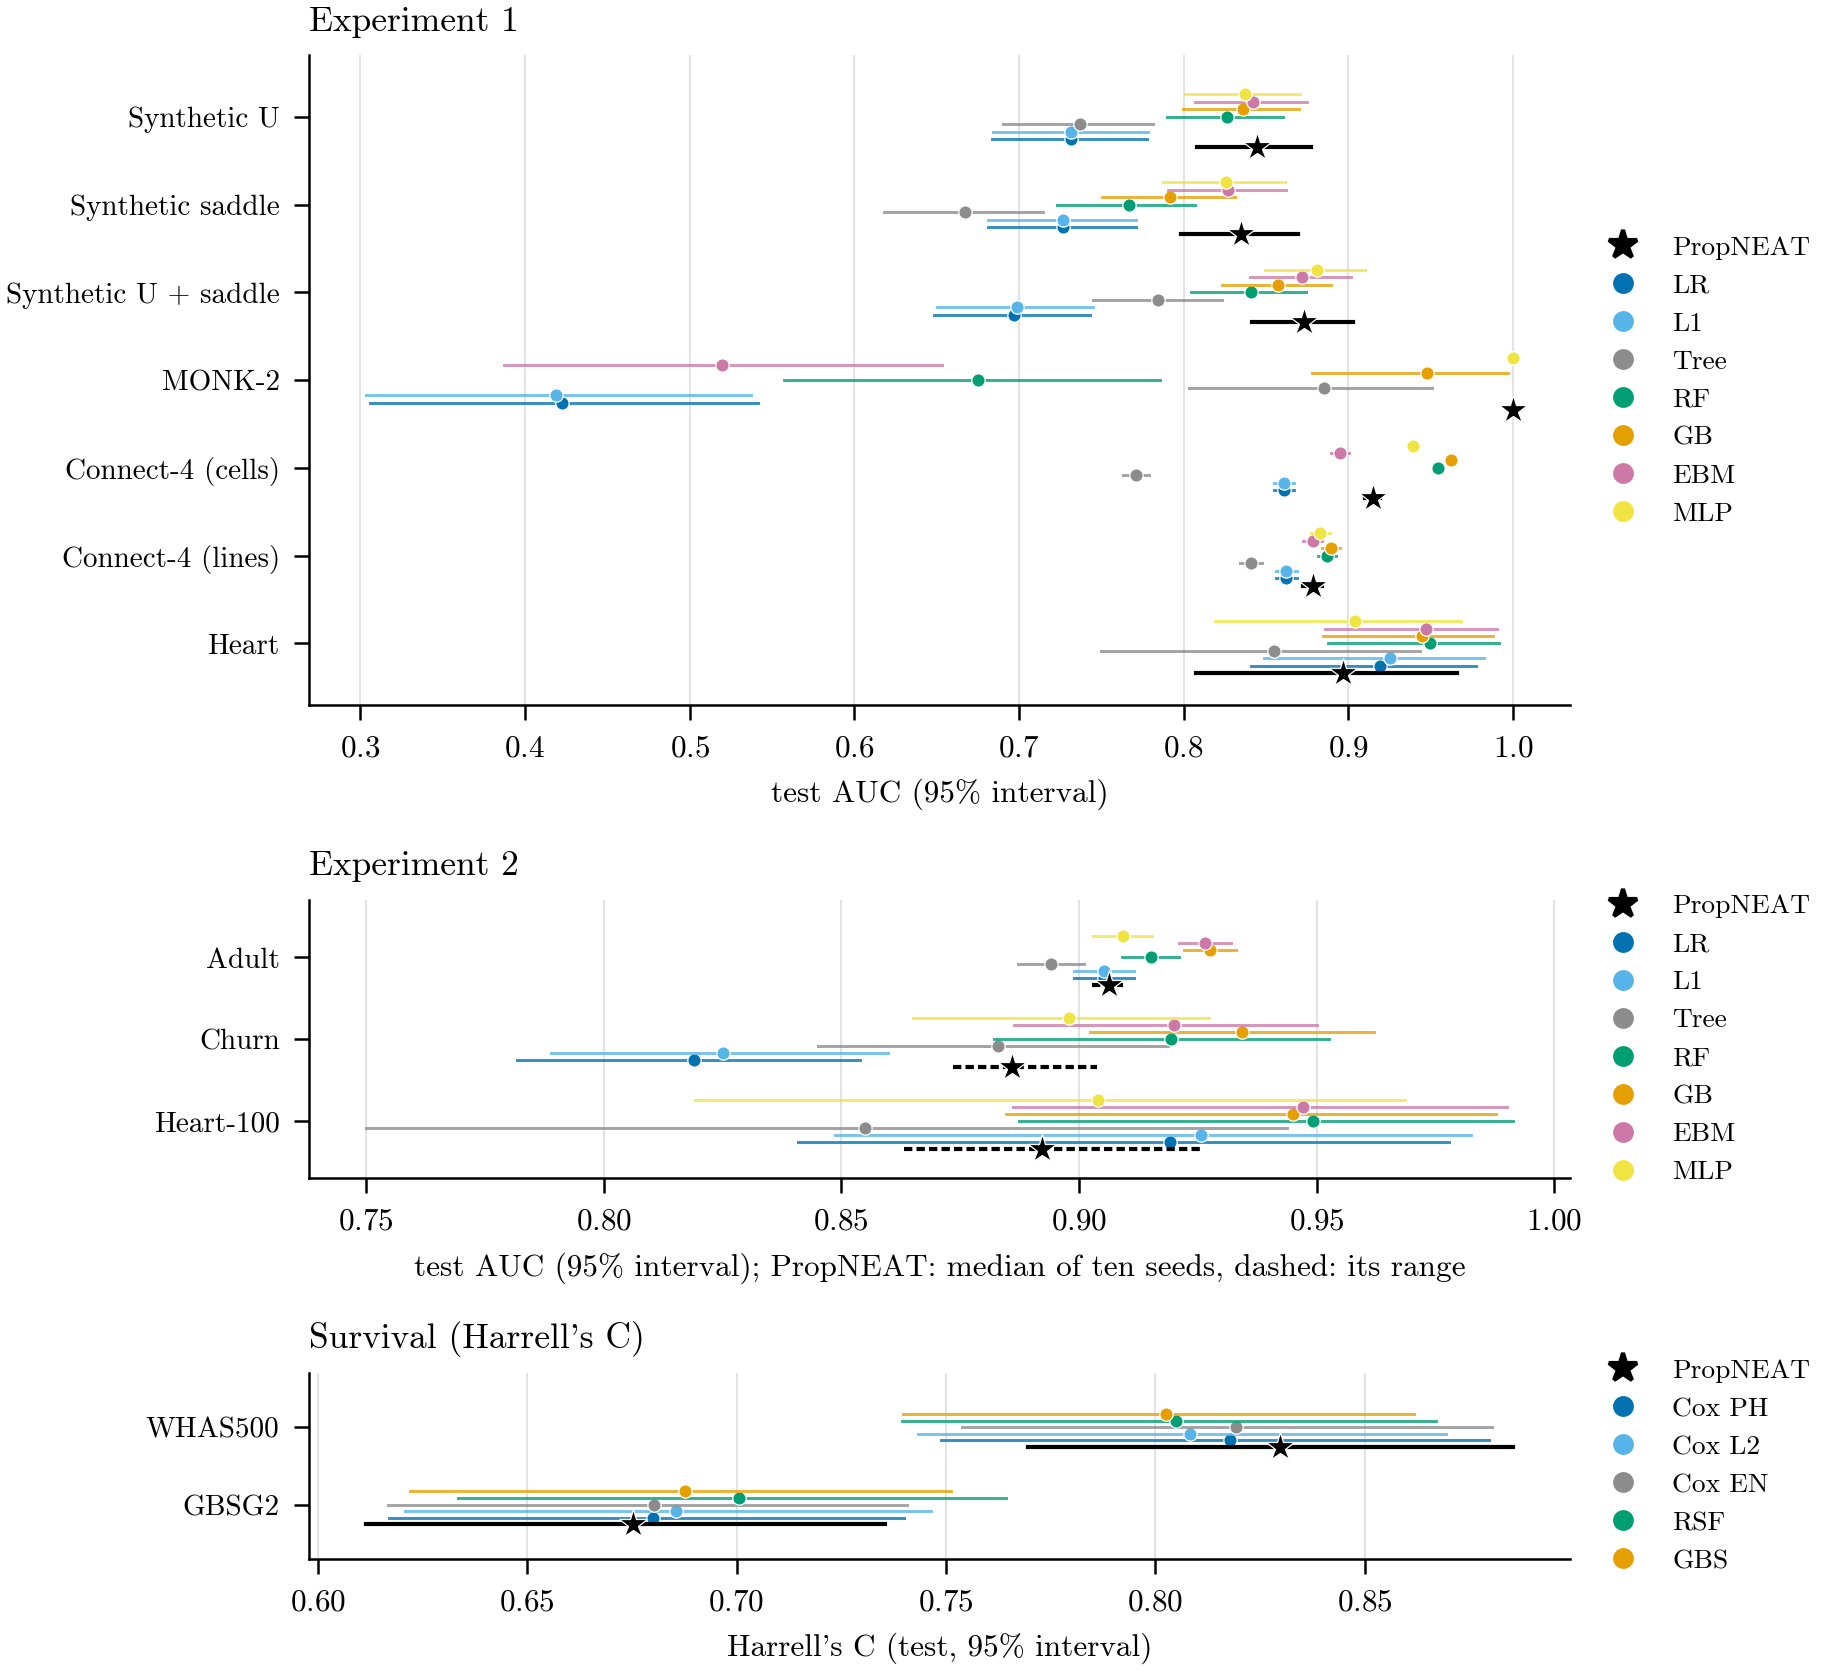 Experiment 1
Synthetic U
Synthetic saddle
Synthetic U + saddle
MONK-2
Connect-4 (cells)
Connect-4 (lines)
Heart
0.3 0.4 0.5 0.6 0.7 0.8 0.9 1.0
test AUC (95% interval)
PropNEAT
LR
L1
Tree
RF
GB
EBM
MLP
Experiment 2
Adult
Churn
Heart-100
0.75 0.80 0.85 0.90 0.95 1.00
test AUC (95% interval); PropNEAT: median of ten seeds, dashed: its range
PropNEAT
LR
L1
Tree
RF
GB
EBM
MLP
Survival (Harrell's C)
WHAS500
GBSG2
0.60 0.65 0.70 0.75 0.80 0.85
Harrell's C (test, 95% interval)
PropNEAT
Cox PH
Cox L2
Cox EN
RSF
GBS